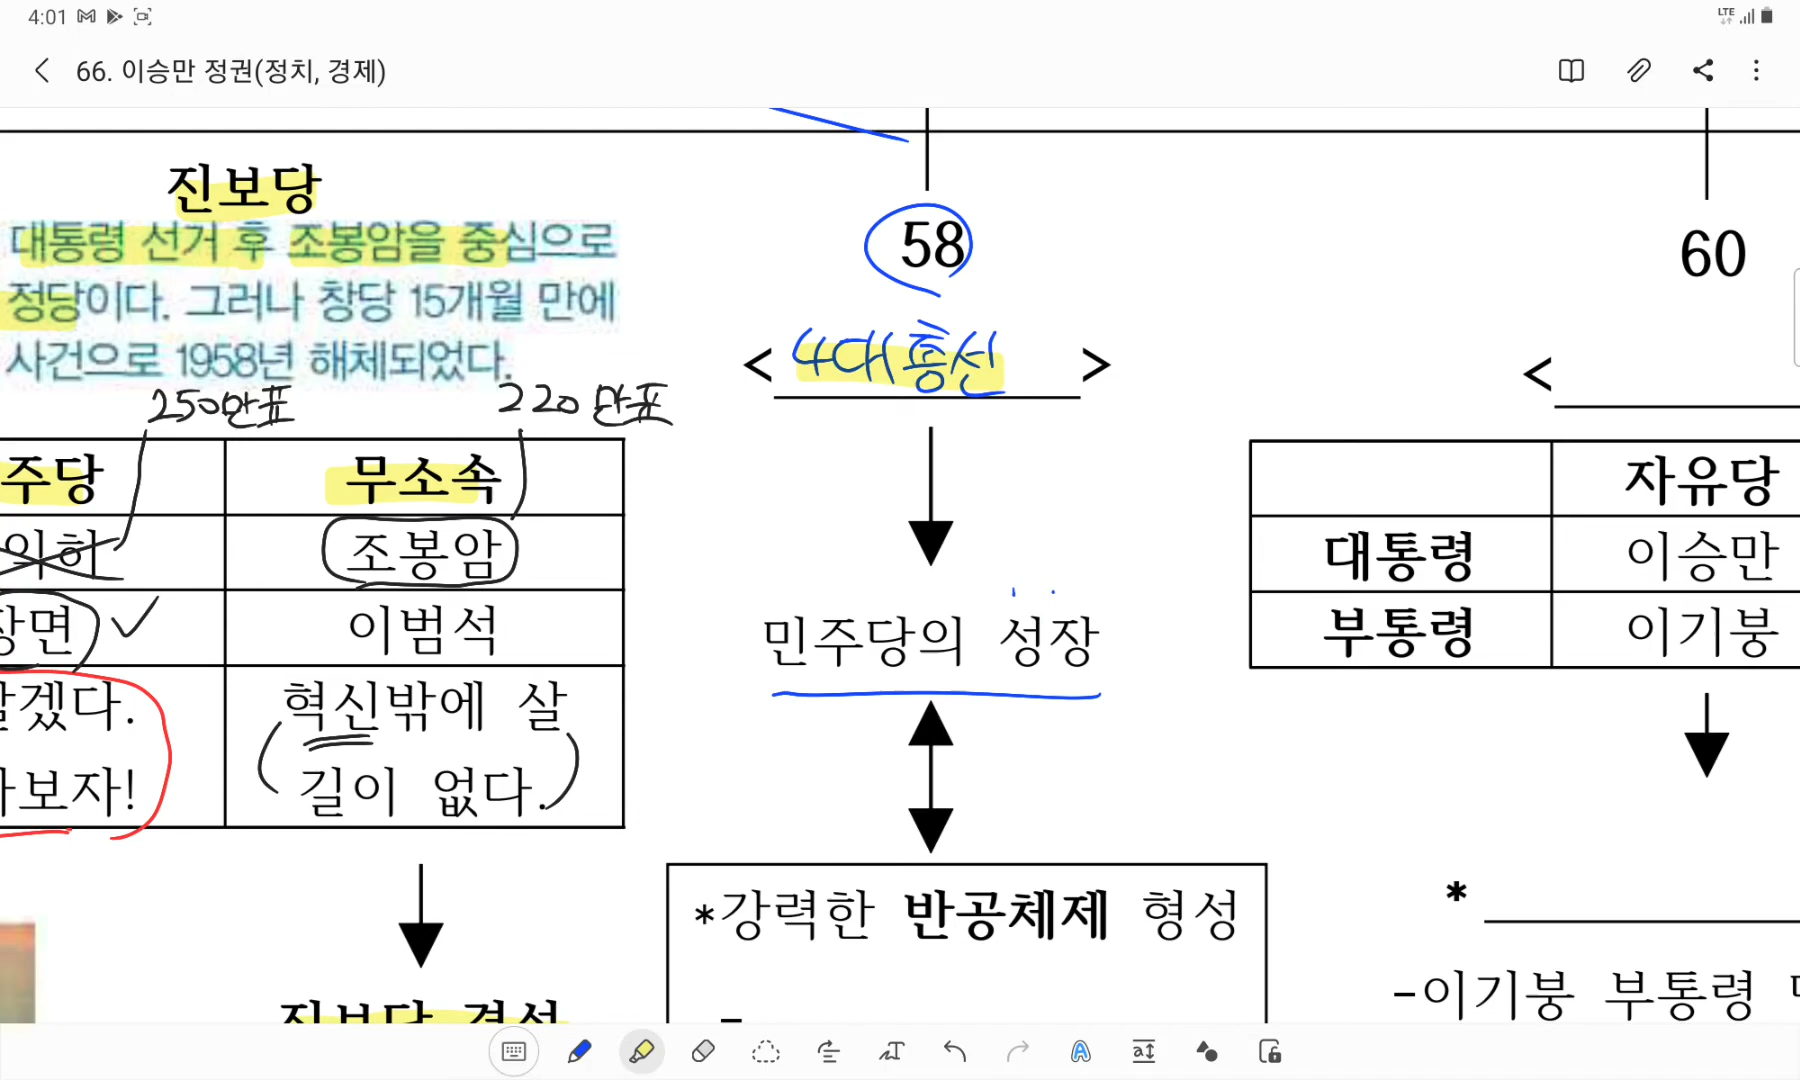 4:01
LTE
66. 이승만 정권(정치, 경제)
진보당
대통령 선거 후 조봉암을 중심으로
정당이다. 그러나 창당 15개월 만에
사건으로 1958년 해체되었다.
250만표
220만표
주당
무소속
익히
조봉암
장면
이범석
갈겠다.
혁신밖에 살
아보자!
길이 없다.
진보당 결성
58
<4대총선>
민주당의 성장
*강력한 반공체제 형성
-
60
<
자유당
대통령 이승만
부통령 이기붕
*
-이기붕 부통령